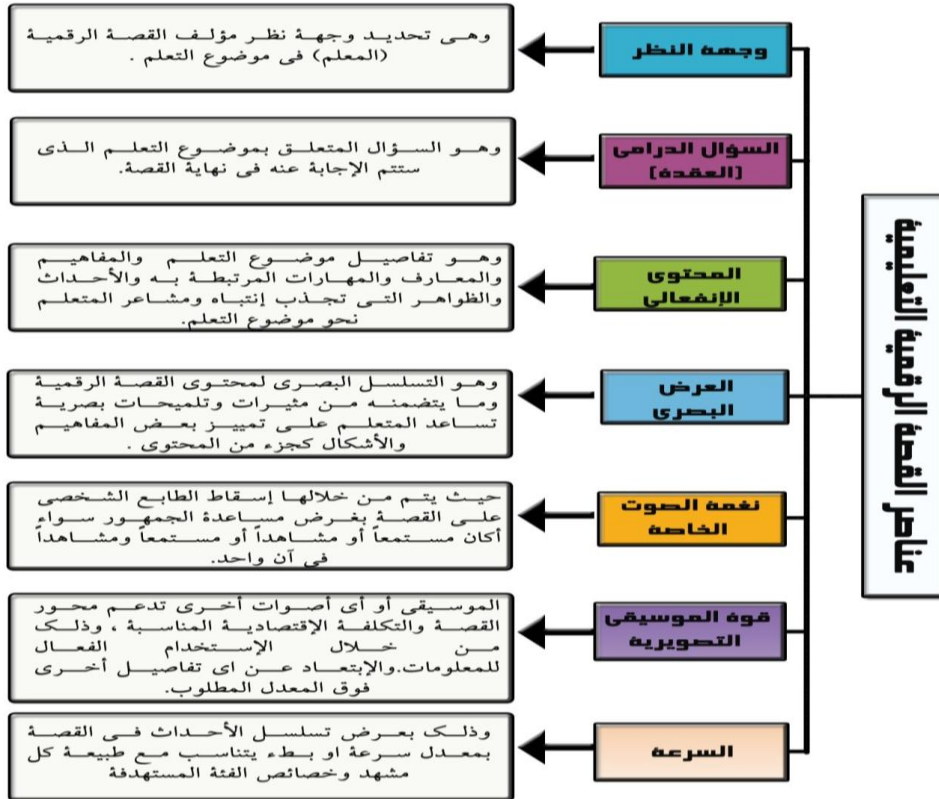 عناصر القصة الرقمية التعليمية
وجهة النظر
وهى تحديد وجهة نظر مؤلف القصة الرقمية
(المعلم) فى موضوع التعلم .
السؤال الدرامى
(العقدة)
وهو السؤال المتعلق بموضوع التعلم الذى
ستتم الإجابة عنه فى نهاية القصة.
المحتوى
الإنفعالى
وهو تفاصيل موضوع التعلم والمفاهيم
والمعارف والمهارات المرتبطة به والأحداث
والظواهر التى تجذب إنتباه ومشاعر المتعلم
نحو موضوع التعلم.
العرض
البصرى
وهو التسلسل البصرى لمحتوى القصة الرقمية
وما يتضمنه من مثيرات وتلميحات بصرية
تساعد المتعلم على تمييز بعض المفاهيم
والأشكال كجزء من المحتوى .
نغمة الصوت
الخاصة
حيث يتم من خلالها إسقاط الطابع الشخصى
على القصة بغرض مساعدة الجمهور سواء
أكان مستمعاً أو مشاهداً أو مستمعاً ومشاهداً
فى آن واحد.
قوة الموسيقى
التصويرية
الموسيقى أو أى أصوات أخرى تدعم محور
القصة والتكلفة الإقتصادية المناسبة ، وذلك
من خلال الإستخدام الفعال
للمعلومات.والإبتعاد عن اى تفاصيل أخرى
فوق المعدل المطلوب.
السرعة
وذلك بعرض تسلسل الأحداث فى القصة
بمعدل سرعة او بطء يتناسب مع طبيعة كل
مشهد وخصائص الفئة المستهدفة